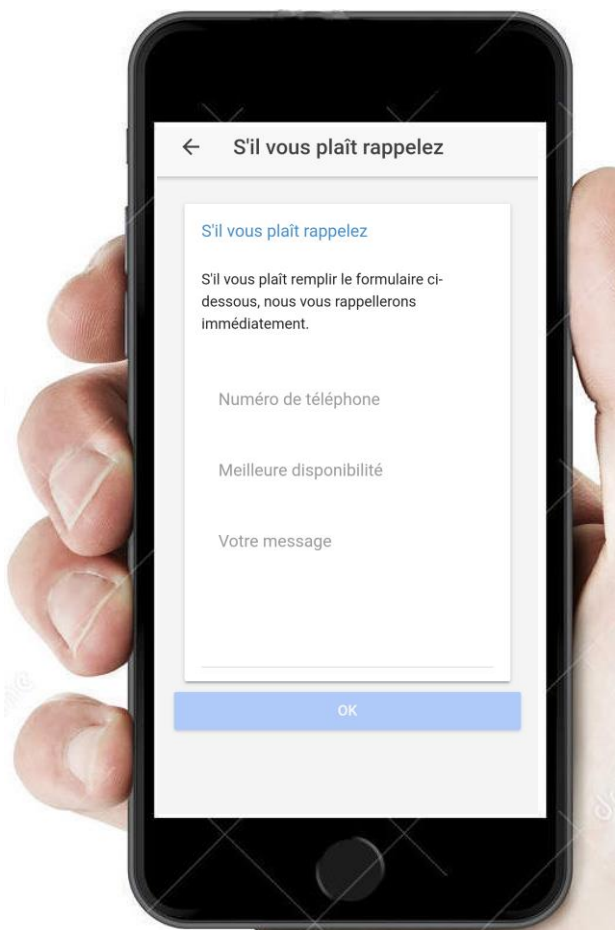 S'il vous plaît rappelez
S'il vous plaît rappelez
S'il vous plaît remplir le formulaire ci-
dessous, nous vous rappellerons
immédiatement.
Numéro de téléphone
Meilleure disponibilité
Votre message
OK